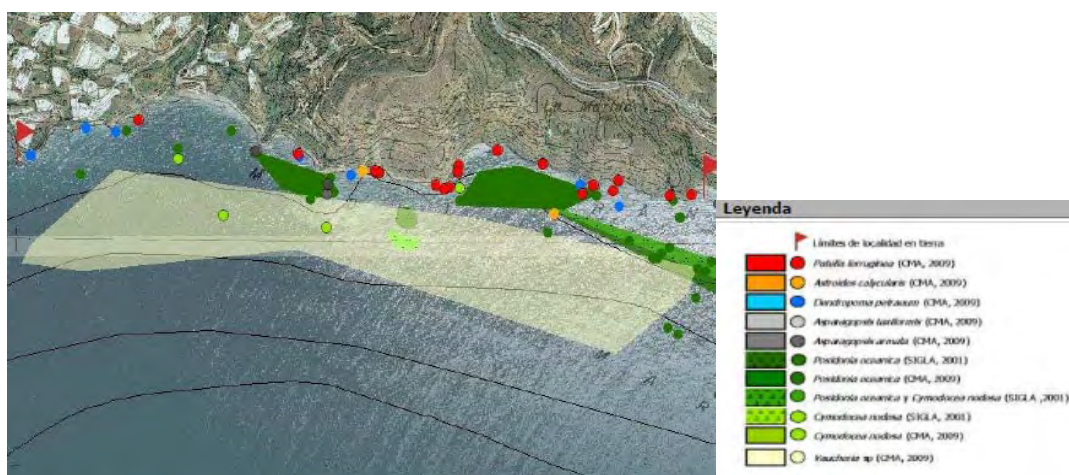 Leyenda
Límites de localidad en tierra
Patella ferruginea (CMA, 2009)
Astroides calycularis (CMA, 2009)
Dendropoma petraeum (CMA, 2009)
Asparagopsis taxiformis (CMA, 2009)
Asparagopsis armata (CMA, 2009)
Posidonia oceanica (SIGLA, 2001)
Posidonia oceanica (CMA, 2009)
Posidonia oceanica y Cymodocea nodosa (SIGLA ,2001)
Cymodocea nodosa (SIGLA, 2001)
Cymodocea nodosa (CMA, 2009)
Vaucheria sp (CMA, 2009)